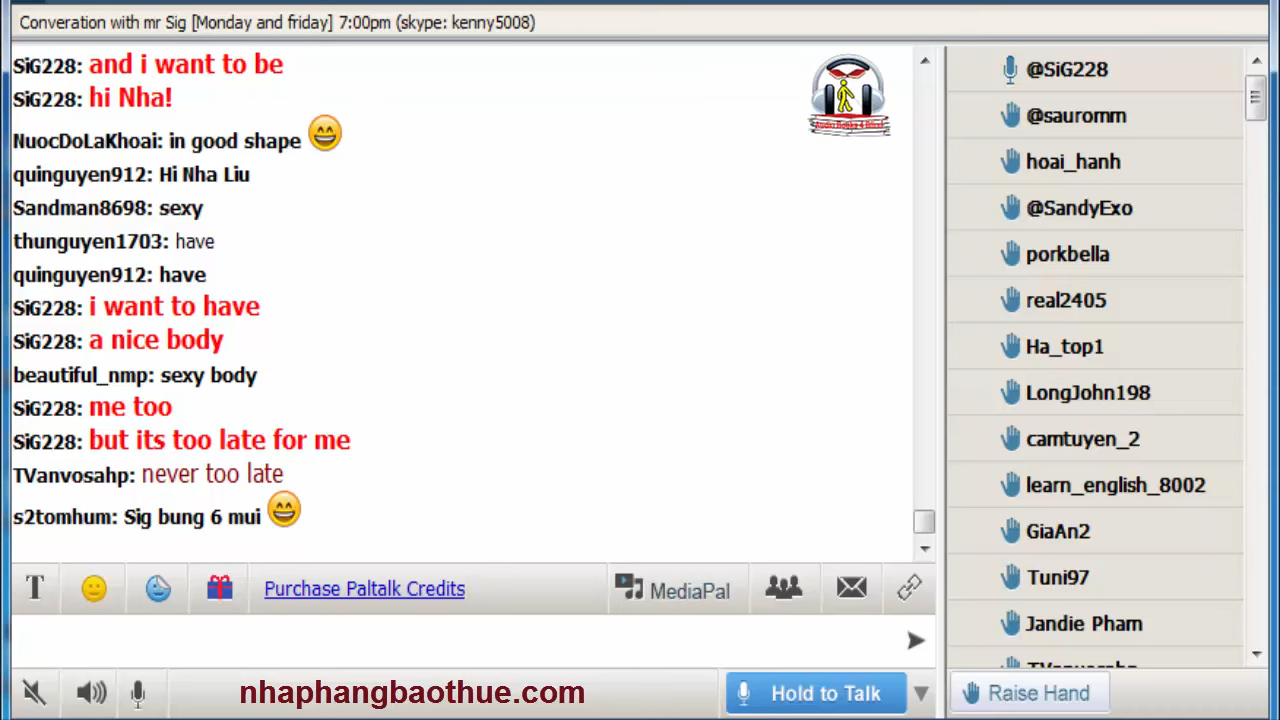 Converation with mr Sig [Monday and friday] 7:00pm (skype: kenny5008)
SiG228: and i want to be
SiG228: hi Nha!
NuocDoLaKhoai: in good shape
quinguyen912: Hi Nha Liu
Sandman8698: sexy
thunguyen1703: have
quinguyen912: have
SiG228: i want to have
SiG228: a nice body
beautiful_nmp: sexy body
SiG228: me too
SiG228: but its too late for me
TVanvosahp: never too late
s2tomhum: Sig bung 6 mui
@SiG228
@sauromm
hoai_hanh
@SandyExo
porkbella
real2405
Ha_top1
LongJohn198
camtuyen_2
learn_english_8002
GiaAn2
Tuni97
Jandie Pham
T Purchase Paltalk Credits MediaPal
nhaphangbaothue.com Hold to Talk Raise Hand